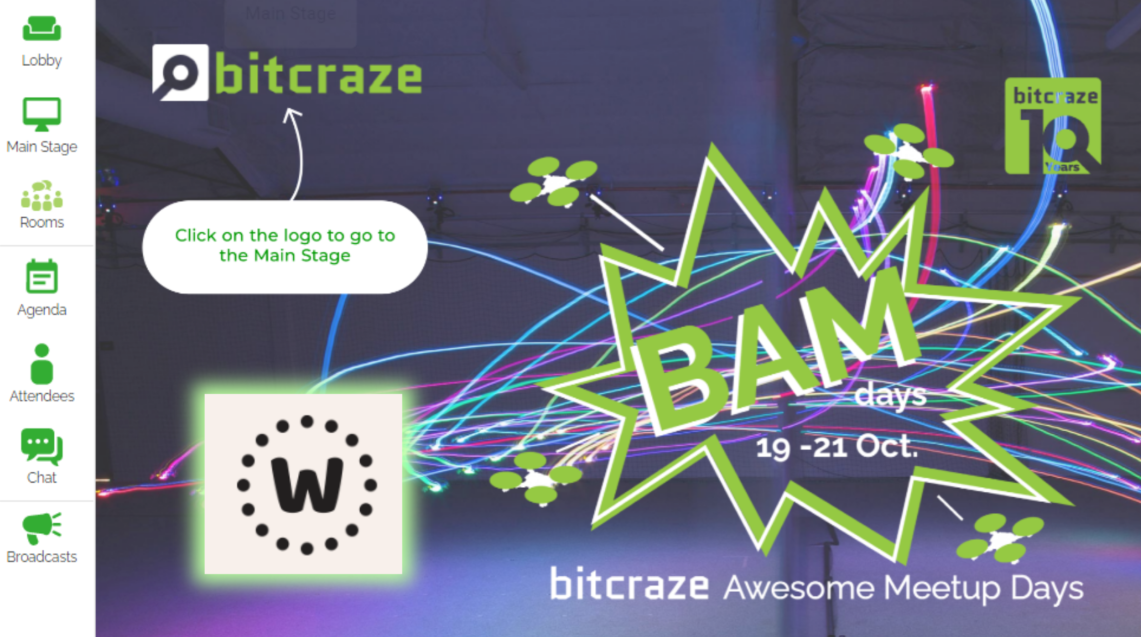 Lobby
Main Stage
Rooms
Agenda
Attendees
Chat
Broadcasts
Main Stage
bitcraze
Click on the logo to go to
the Main Stage
W
bitcraze
10
Years
BAM
days
19 -21 Oct.
bitcraze Awesome Meetup Days